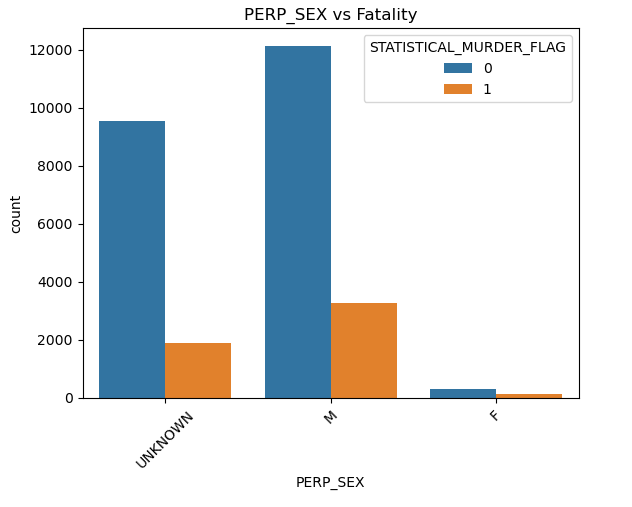 PERP_SEX vs Fatality
STATISTICAL_MURDER_FLAG
0
1
12000
10000
8000
6000
4000
2000
0
count
UNKNOWN
M
F
PERP_SEX